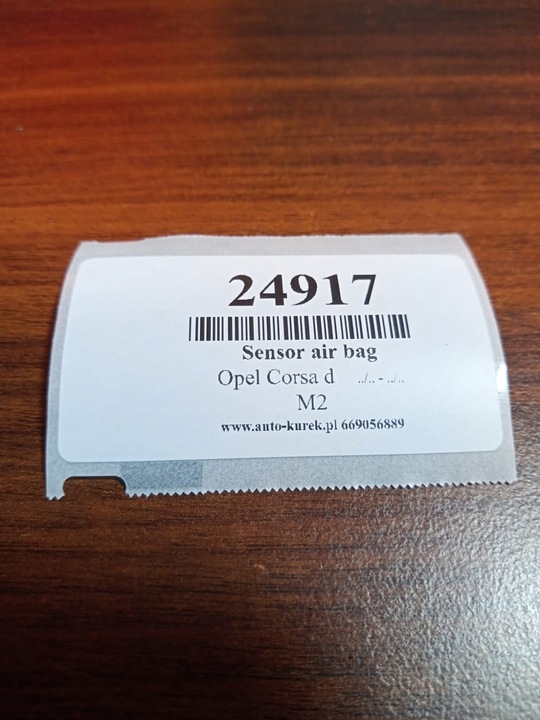 24917
Sensor air bag
Opel Corsa d ../.. - ../..
M2
www.auto-kurek.pl 669056889